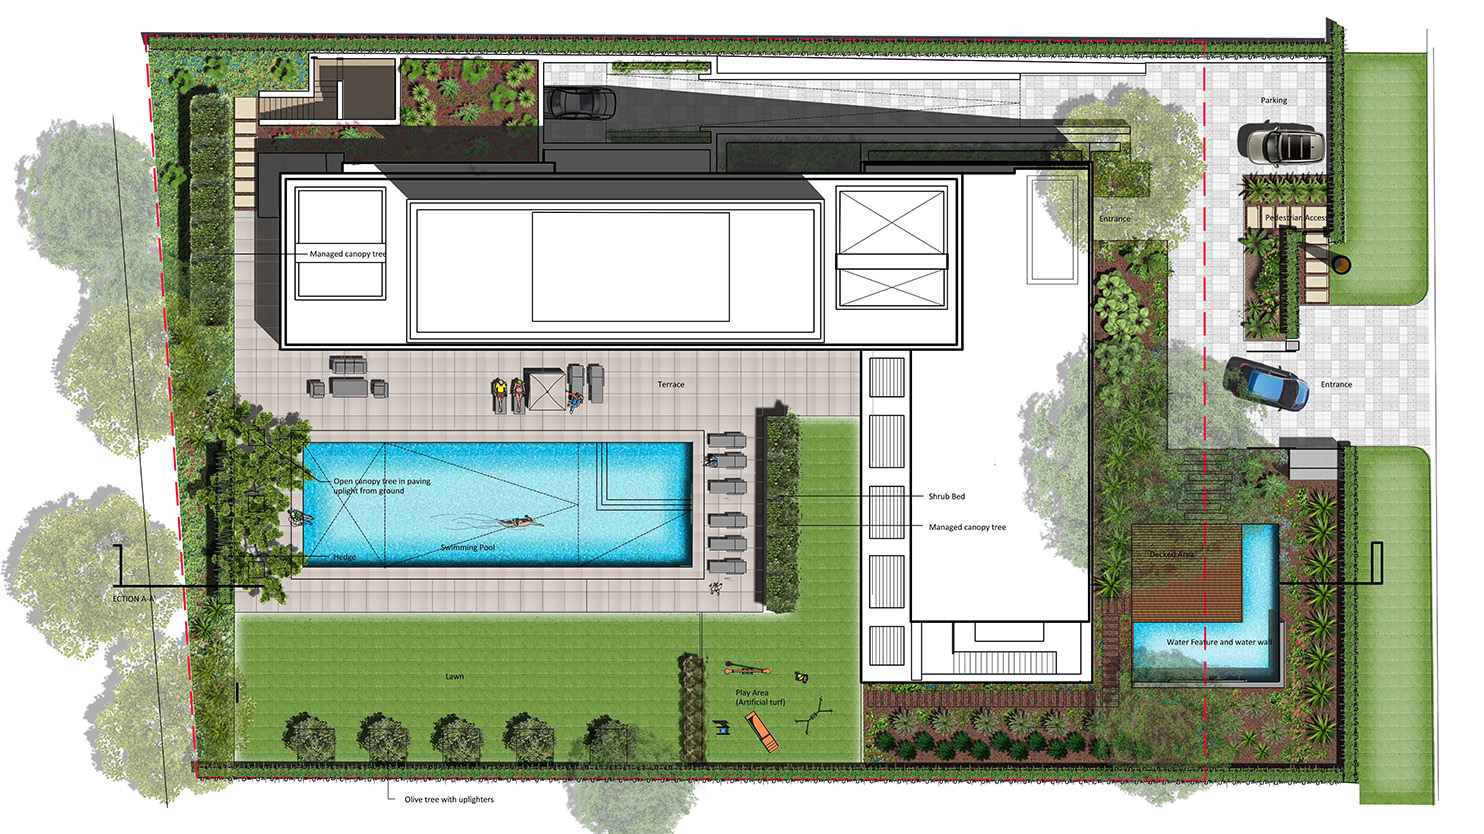 Parking
Pedestrian Access
Entrance
Managed canopy tree
Terrace
Entrance
Open canopy tree in paving
uplight from ground
Shrub Bed
Managed canopy tree
Swimming Pool
Hedge
Decked Area
ECTION A-A'
Water Feature and water wall
Lawn
Play Area
(Artificial turf)
Olive tree with uplighters